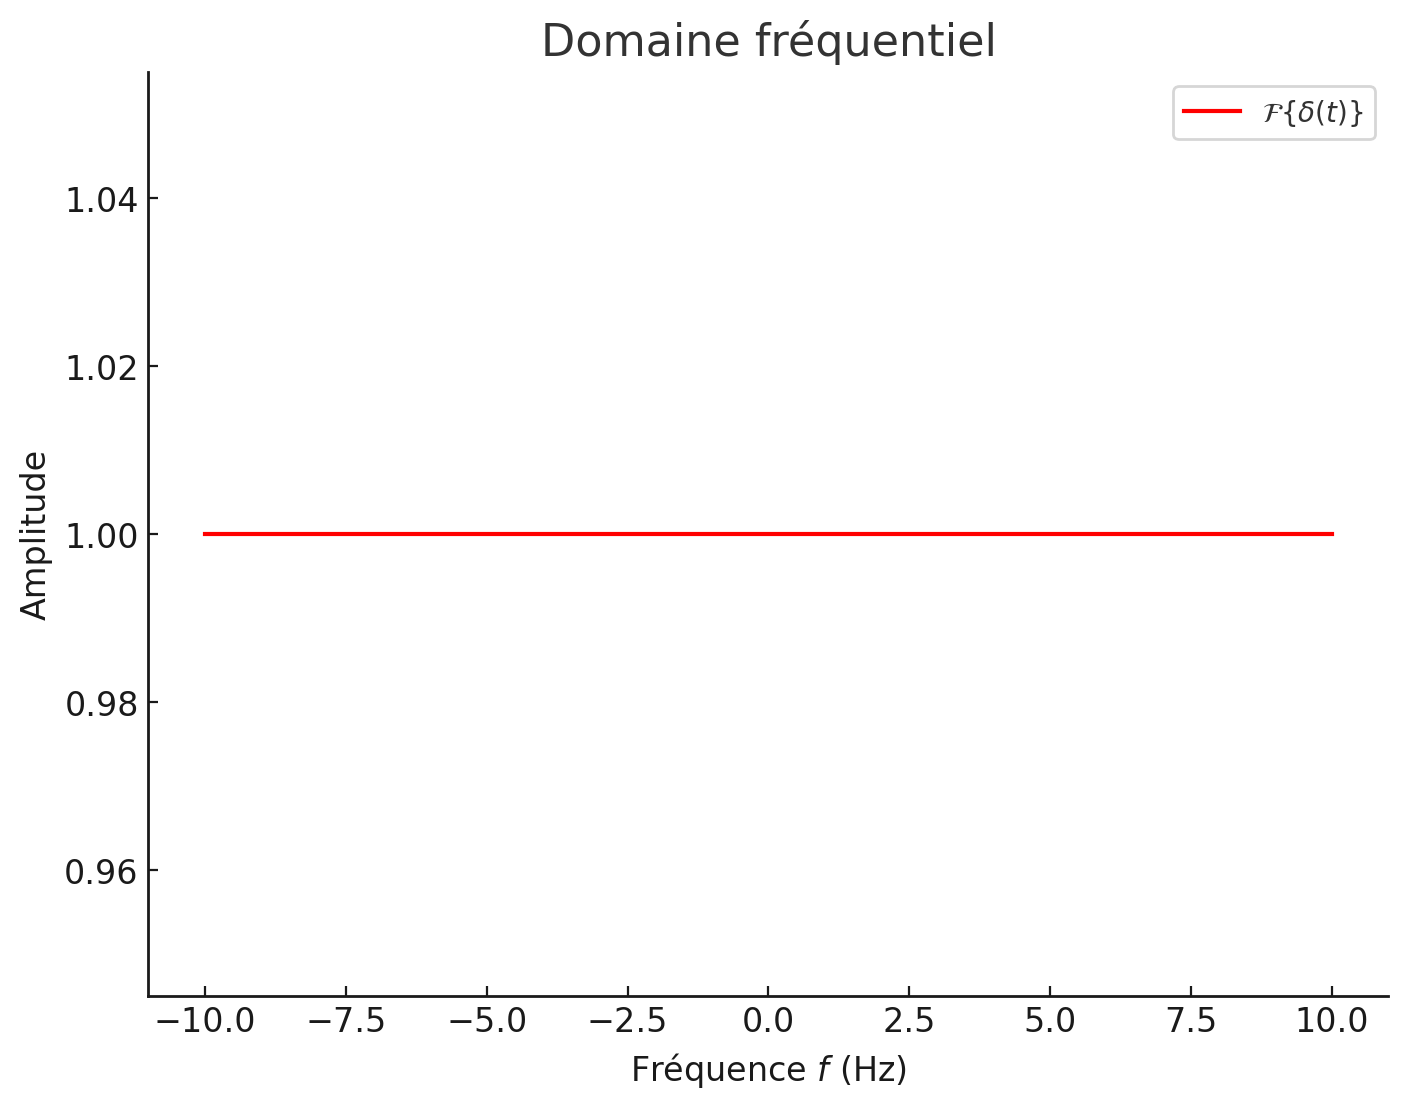 Domaine fréquentiel
ℱ{δ(t)}
1.04
1.02
1.00
0.98
0.96
Amplitude
−10.0 −7.5 −5.0 −2.5 0.0 2.5 5.0 7.5 10.0
Fréquence f (Hz)